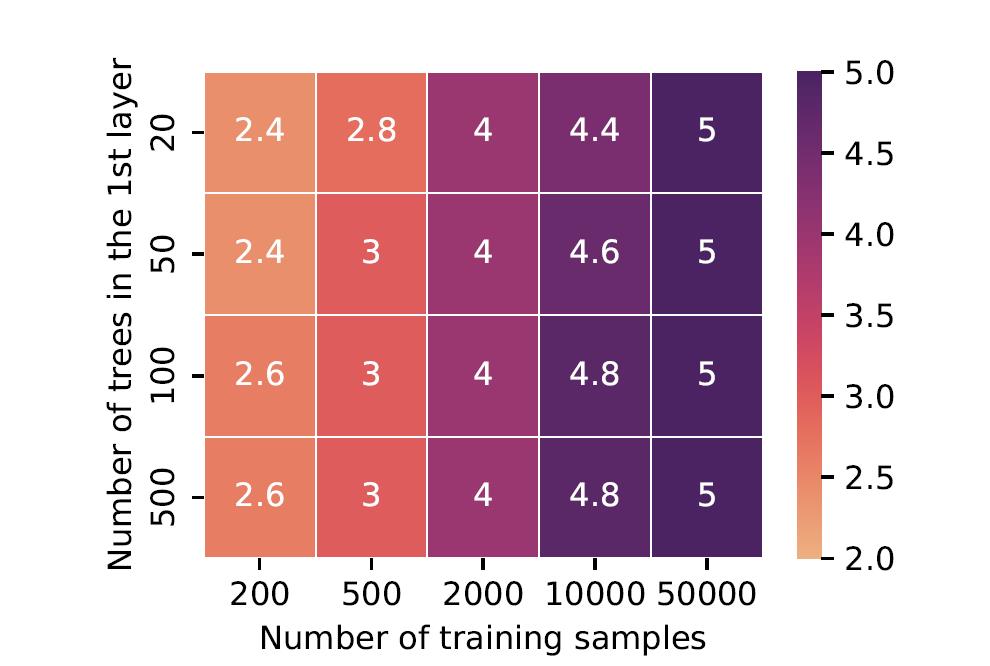 Number of trees in the 1st layer
20 2.4 2.8 4 4.4 5
50 2.4 3 4 4.6 5
100 2.6 3 4 4.8 5
500 2.6 3 4 4.8 5
200 500 2000 10000 50000
Number of training samples
5.0
4.5
4.0
3.5
3.0
2.5
2.0